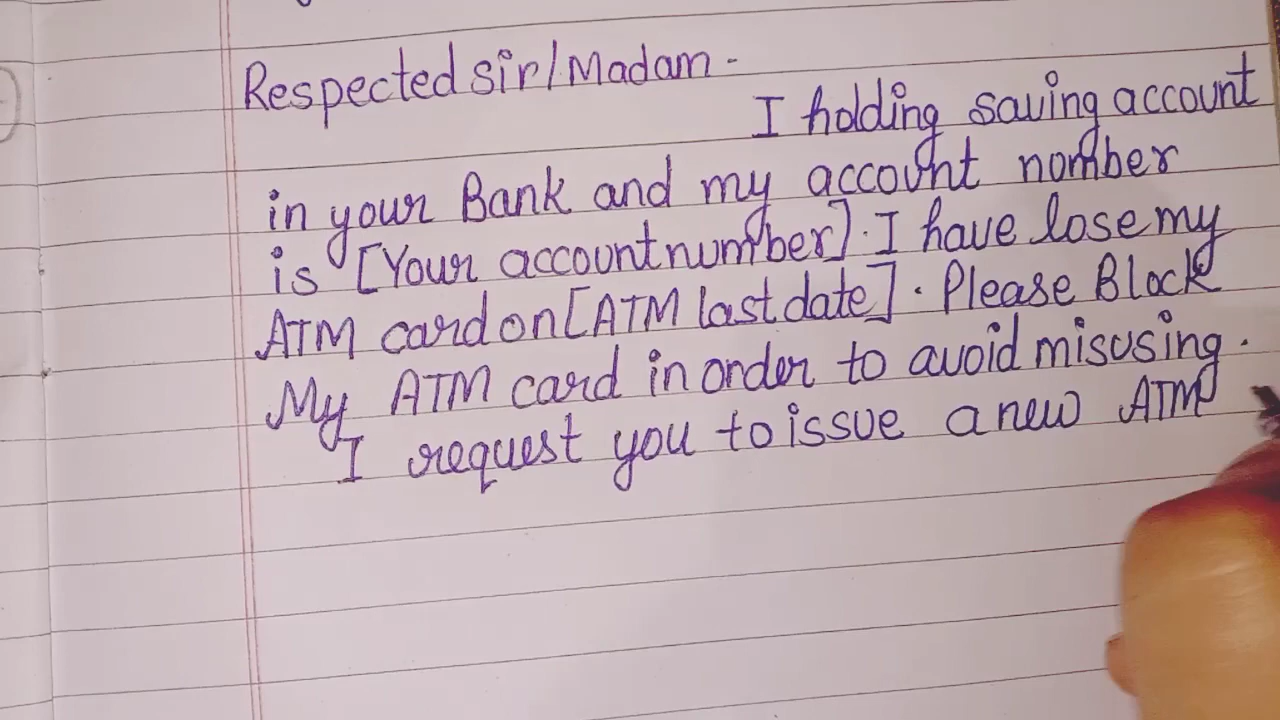 Respected Sir/Madam -
I holding saving account
in your Bank and my account nomber
is [Your account number]. I have lose my
ATM card on [ATM last date]. Please Block
My ATM card in order to avoid misusing.
I request you to issue a new ATM